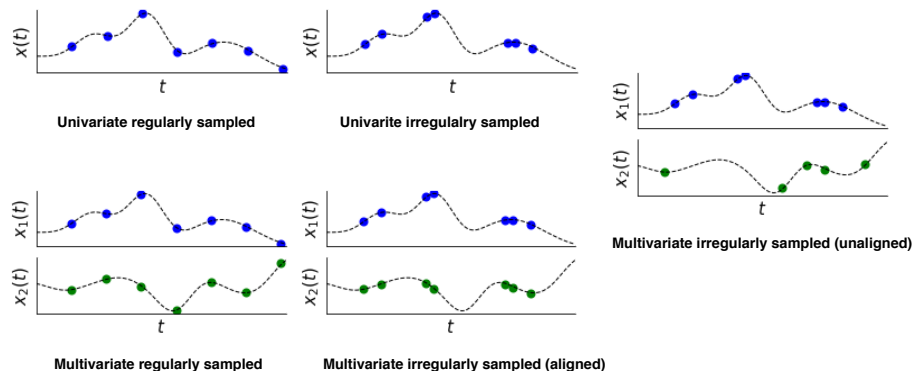 x(t)
t
Univariate regularly sampled
x(t)
t
Univarite irregulalry sampled
x₁(t)
x₂(t)
t
Multivariate irregularly sampled (unaligned)
x₁(t)
x₂(t)
t
Multivariate regularly sampled
x₁(t)
x₂(t)
t
Multivariate irregularly sampled (aligned)